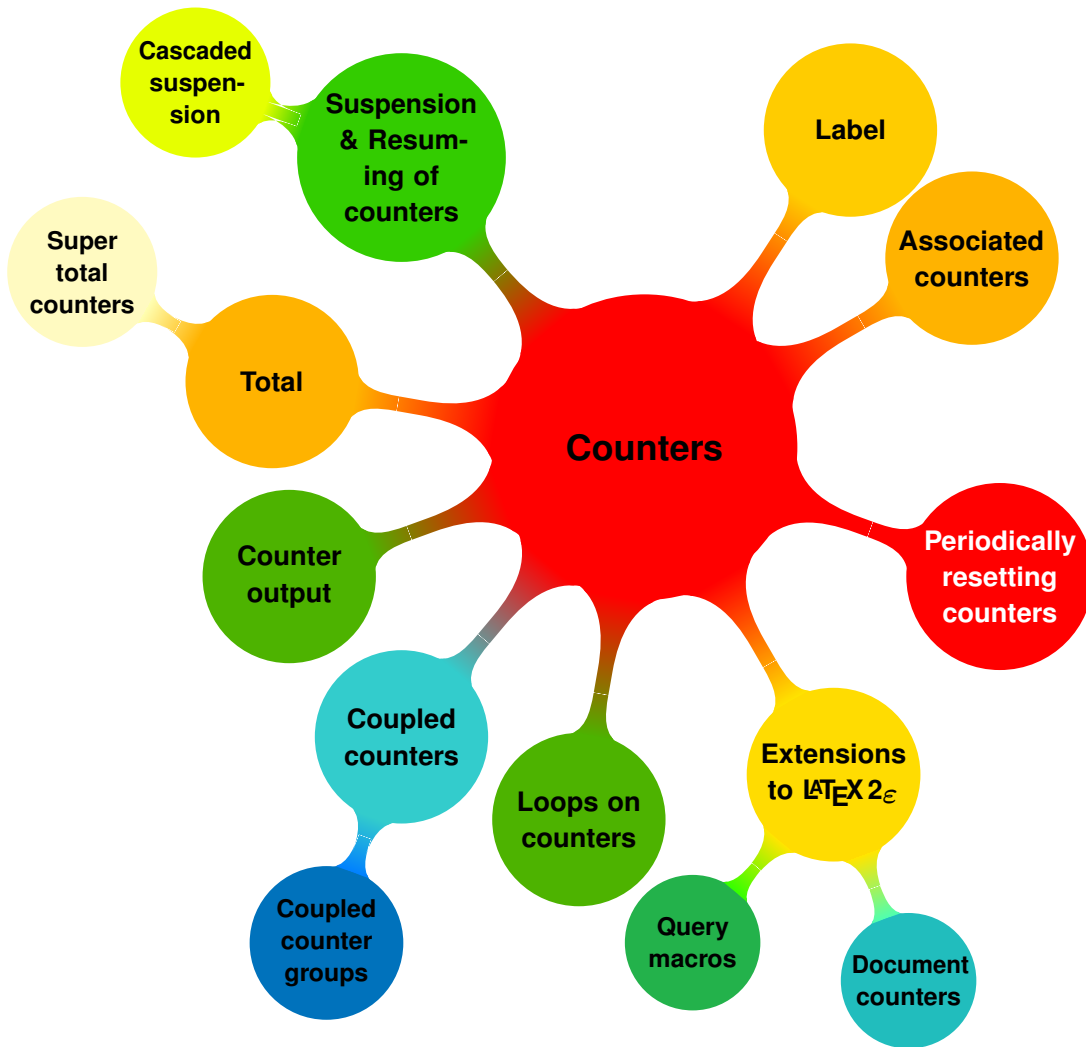 Cascaded
suspen-
sion
Suspension
& Resum-
ing of
counters
Label
Associated
counters
Super
total
counters
Total
Counters
Counter
output
Periodically
resetting
counters
Coupled
counters
Loops on
counters
Extensions
to LATEX 2ε
Coupled
counter
groups
Query
macros
Document
counters